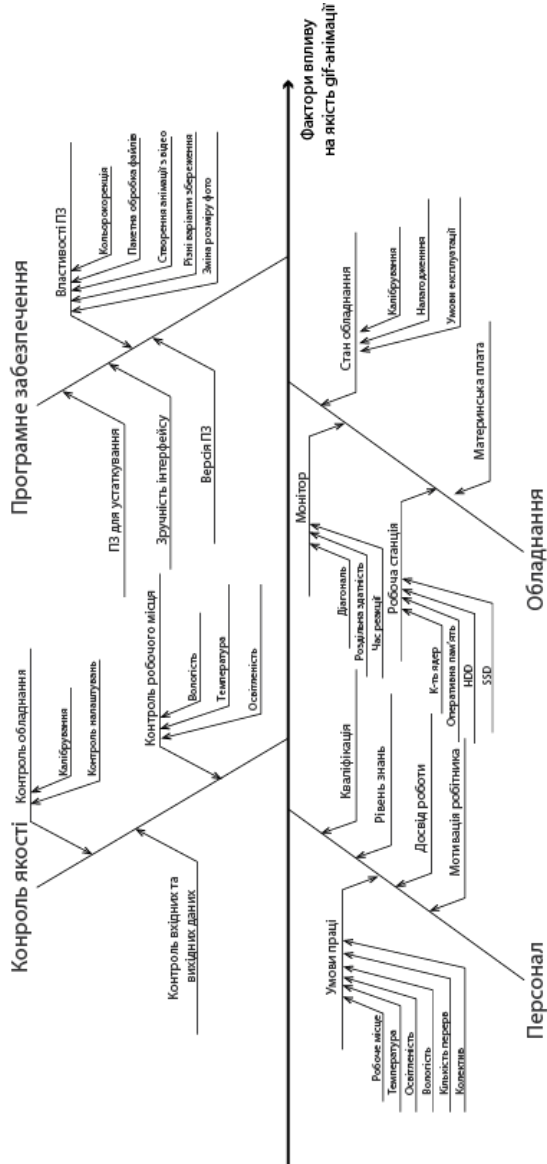 Конроль якості
Контроль обладнання
Калібрування
Контроль налаштувань
Контроль робочого місця
Вологість
Температура
Освітленість
Контроль вхідних та
вихідних даних
Програмне забезпечення
Властивості ПЗ
Кольорокорекція
Пакетна обробка файлів
Створення анімації з відео
Різні варіанти збереження
Зміна розміру фото
ПЗ для устаткування
Зручність інтерфейсу
Версія ПЗ
Фактори впливу
на якість gif-анімації
Персонал
Умови праці
Робоче місце
Температура
Освітленість
Вологість
Кількість перерв
Колектив
Кваліфікація
Рівень знань
Досвід роботи
Мотивація робітника
Обладнання
Монітор
Діагональ
Роздільна здатність
Час реакції
Робоча станція
К-ть ядер
Оперативна пам'ять
HDD
SSD
Стан обладнання
Калібрування
Налагодженння
Умови експлуатації
Материнська плата